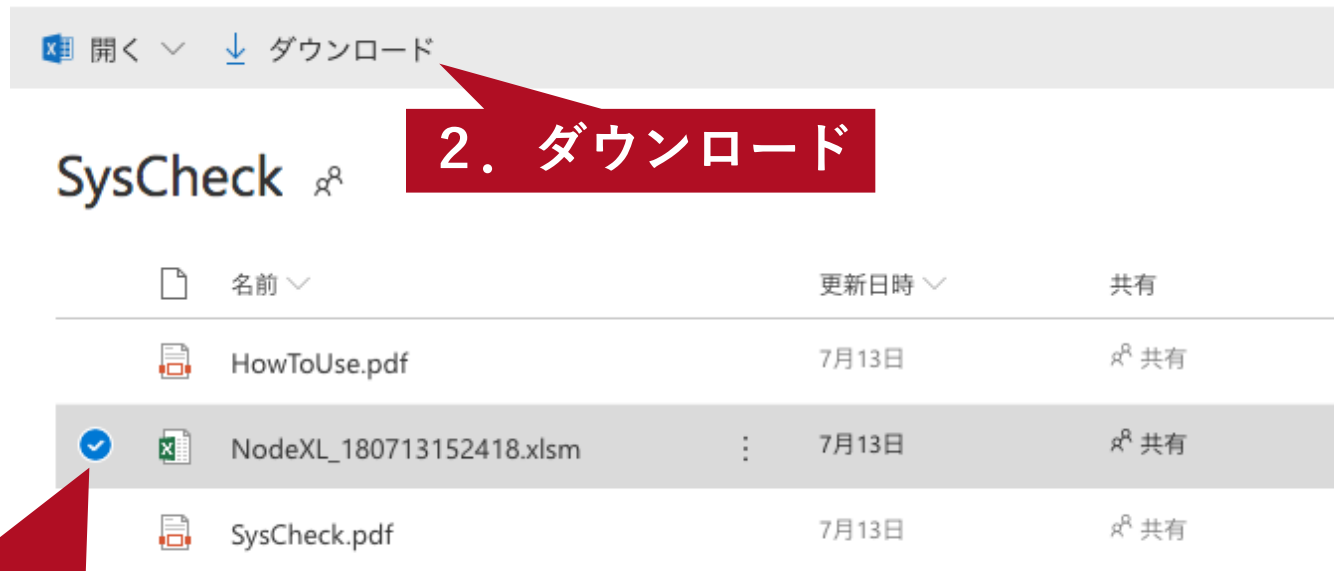 開く ダウンロード
2．ダウンロード
SysCheck
名前 更新日時 共有
HowToUse.pdf 7月13日 共有
NodeXL_180713152418.xlsm 7月13日 共有
SysCheck.pdf 7月13日 共有